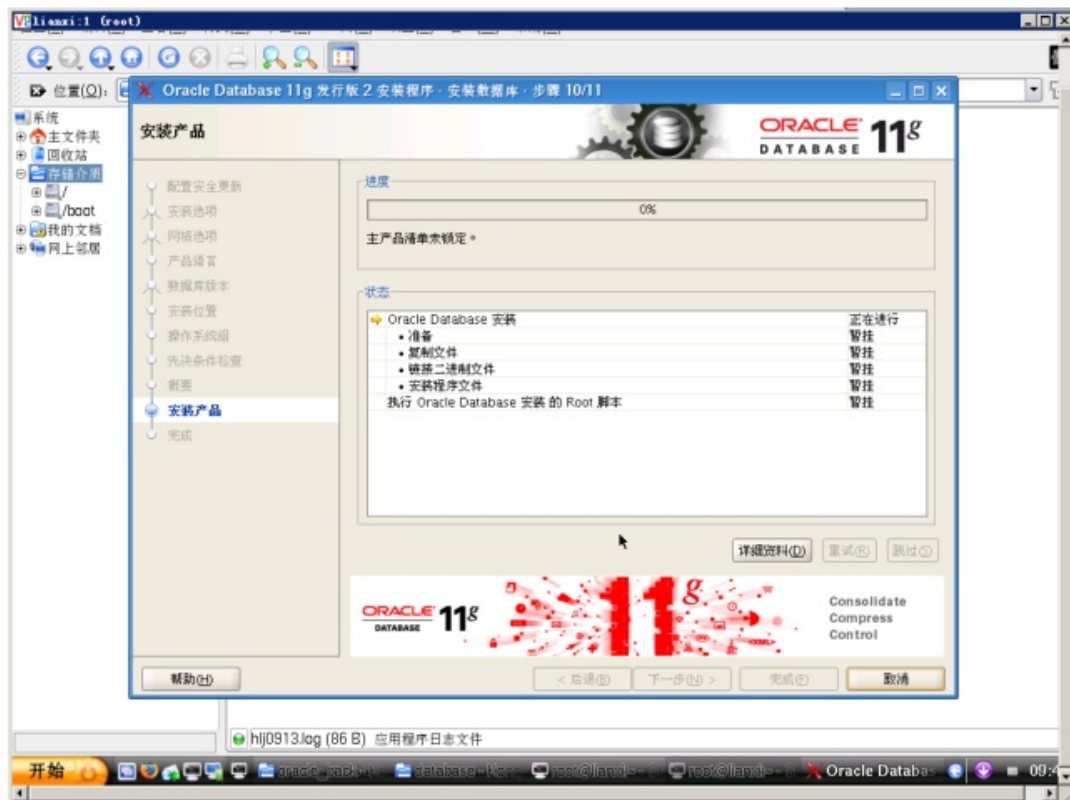 lianxi:1 (root)
位置(O):
系统
主文件夹
回收站
存储介质
/
/boot
我的文档
网上邻居
Oracle Database 11g 发行版 2 安装程序 - 安装数据库 - 步骤 10/11
安装产品
ORACLE 11g
DATABASE
配置安全更新
安装选项
网格选项
产品语言
数据库版本
安装位置
操作系统组
先决条件检查
概要
安装产品
完成
进度
0%
主产品清单未锁定。
状态
Oracle Database 安装 正在进行
• 准备 暂挂
• 复制文件 暂挂
• 链接二进制文件 暂挂
• 安装程序文件 暂挂
执行 Oracle Database 安装 的 Root 脚本 暂挂
详细资料(D) 重试(R) 跳过(S)
ORACLE 11g
DATABASE
11g
Consolidate
Compress
Control
帮助(H) < 后退(B) 下一步(N) > 完成(F) 取消
hlj0913.log (86 B) 应用程序日志文件
开始 Oracle Databas 09:4